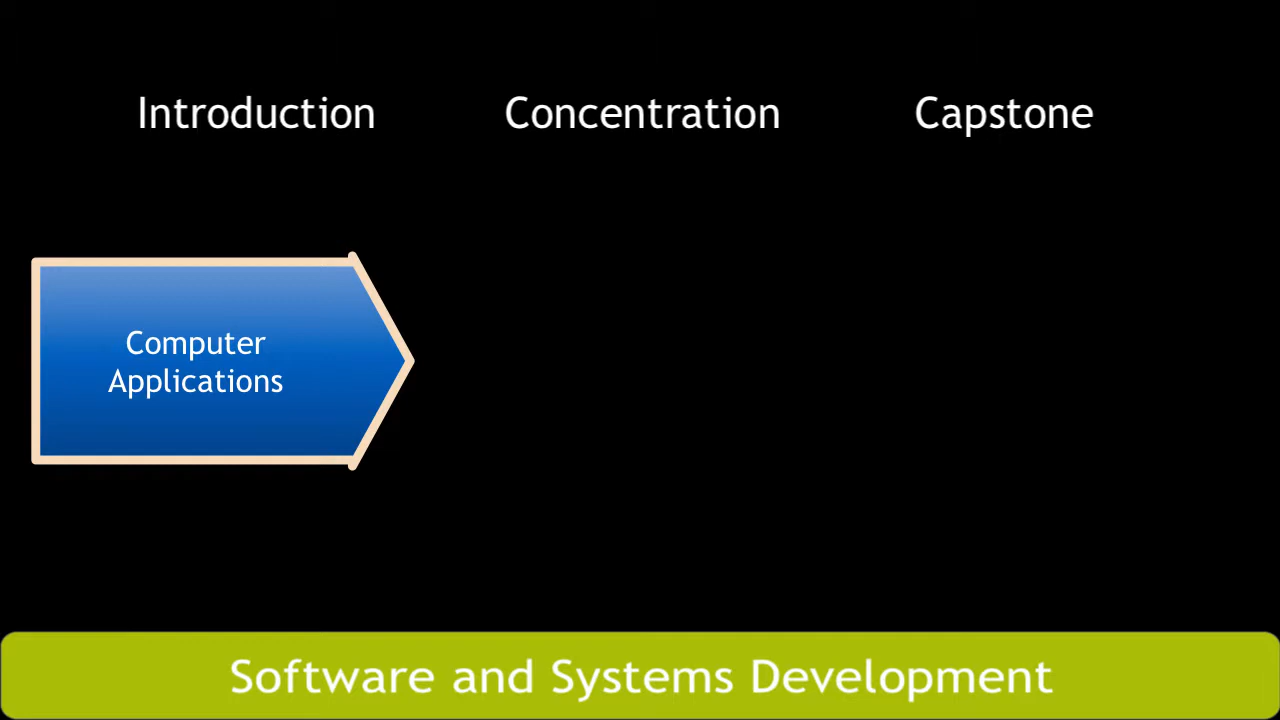 Introduction Concentration Capstone
Computer
Applications
Software and Systems Development